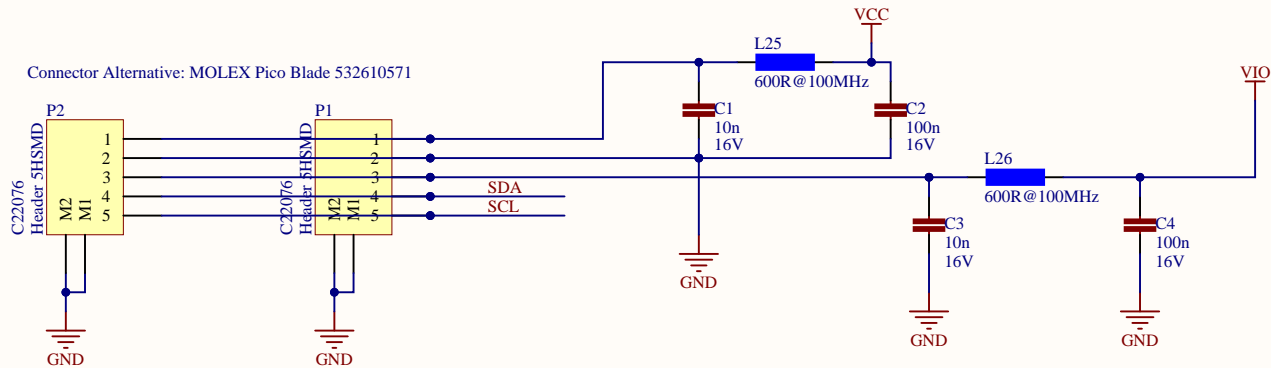 VCC
L25
600R@100MHz
Connector Alternative: MOLEX Pico Blade 532610571
VIO
P2
P1
C1
10n
16V
C2
100n
16V
1
2
3
4
5
M2
M1
C22076
Header 5HSMD
1
2
3
4
5
M2
M1
C22076
Header 5HSMD
SDA
SCL
L26
600R@100MHz
C3
10n
16V
C4
100n
16V
GND
GND
GND
GND
GND